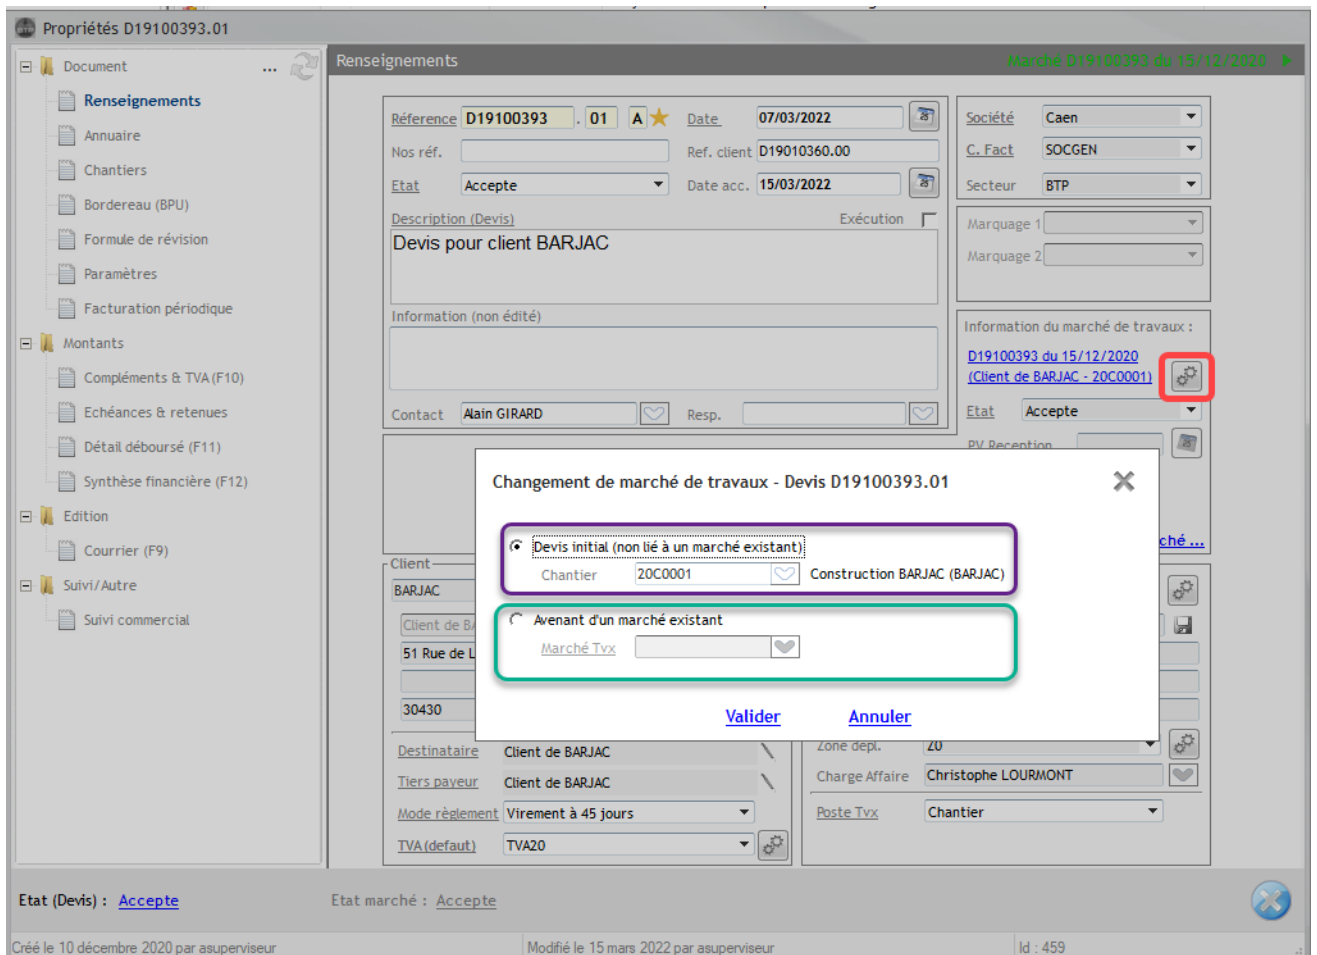 Propriétés D19100393.01
Document ...
Renseignements
Annuaire
Chantiers
Bordereau (BPU)
Formule de révision
Paramètres
Facturation périodique
Montants
Compléments & TVA(F10)
Echéances & retenues
Détail déboursé (F11)
Synthèse financière (F12)
Edition
Courrier (F9)
Suivi/Autre
Suivi commercial
Renseignements
Marché D19100393 du 15/12/2020
Réference D19100393 . 01 A Date 07/03/2022
Nos réf. Ref. client D19010360.00
Etat Accepte Date acc. 15/03/2022
Description (Devis) Exécution
Devis pour client BARJAC
Information (non édité)
Contact Alain GIRARD Resp.
Société Caen
C. Fact SOCGEN
Secteur BTP
Marquage 1
Marquage 2
Information du marché de travaux :
D19100393 du 15/12/2020
(Client de BARJAC - 20C0001)
Etat Accepte
PV Reception
ché ...
Changement de marché de travaux - Devis D19100393.01
Devis initial (non lié à un marché existant)
Chantier 20C0001 Construction BARJAC (BARJAC)
Avenant d'un marché existant
Marché Tvx
Valider Annuler
Client
BARJAC
Client de BA
51 Rue de L
30430
Destinataire Client de BARJAC
Tiers payeur Client de BARJAC
Mode règlement Virement à 45 jours
TVA(defaut) TVA20
Zone depl. Z0
Charge Affaire Christophe LOURMONT
Poste Tvx Chantier
Etat (Devis) : Accepte Etat marché : Accepte
Créé le 10 décembre 2020 par asuperviseur Modifié le 15 mars 2022 par asuperviseur Id : 459